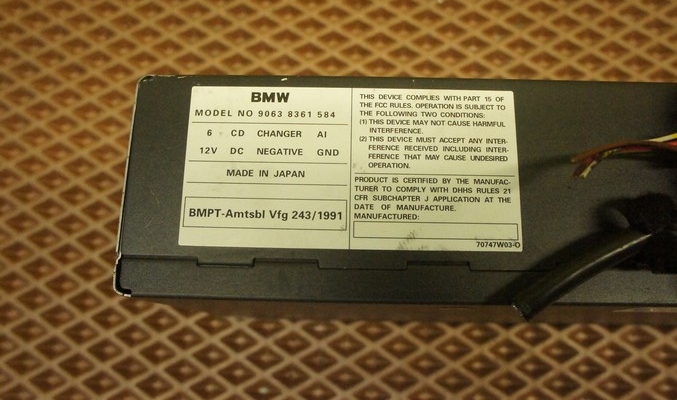 BMW
MODEL NO 9063 8361 584
6 CD CHANGER AI
12V DC NEGATIVE GND
MADE IN JAPAN
BMPT-Amtsbl Vfg 243/1991
THIS DEVICE COMPLIES WITH PART 15 OF
THE FCC RULES. OPERATION IS SUBJECT TO
THE FOLLOWING TWO CONDITIONS:
(1) THIS DEVICE MAY NOT CAUSE HARMFUL
INTERFERENCE.
(2) THIS DEVICE MUST ACCEPT ANY INTER-
FERENCE RECEIVED INCLUDING INTER-
FERENCE THAT MAY CAUSE UNDESIRED
OPERATION.
PRODUCT IS CERTIFIED BY THE MANUFAC-
TURER TO COMPLY WITH DHHS RULES 21
CFR SUBCHAPTER J APPLICATION AT THE
DATE OF MANUFACTURE.
MANUFACTURED:
70747W03-O